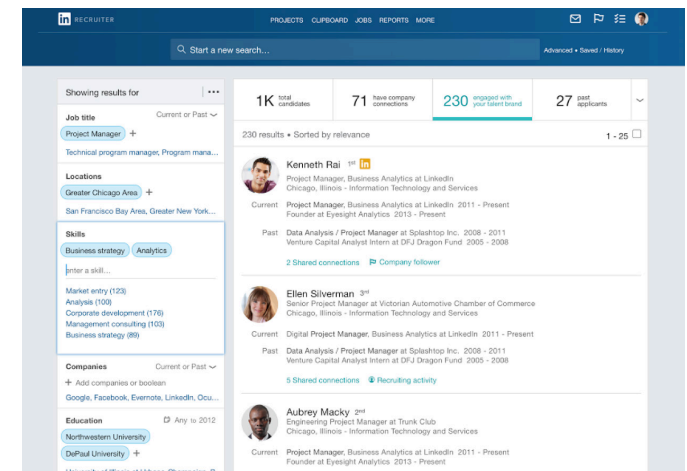 in RECRUITER
PROJECTS CLIPBOARD JOBS REPORTS MORE
Start a new search...
Advanced • Saved / History
Showing results for
Job title Current or Past
Project Manager +
Technical program manager, Program mana...
Locations
Greater Chicago Area +
San Francisco Bay Area, Greater New York...
Skills
Business strategy Analytics
enter a skill...
Market entry (123)
Analysis (100)
Corporate development (176)
Management consulting (103)
Business strategy (89)
Companies Current or Past
+ Add companies or boolean
Google, Facebook, Evernote, LinkedIn, Ocu...
Education Any to 2012
Northwestern University
DePaul University +
1K total candidates
71 have company connections
230 engaged with your talent brand
27 past applicants
230 results • Sorted by relevance
1 - 25
Kenneth Rai 1st in
Project Manager, Business Analytics at LinkedIn
Chicago, Illinois - Information Technology and Services
Current Project Manager, Business Analytics at LinkedIn 2011 - Present
Founder at Eyesight Analytics 2013 - Present
Past Data Analysis / Project Manager at Splashtop Inc. 2008 - 2011
Venture Capital Analyst Intern at DFJ Dragon Fund 2005 - 2008
2 Shared connections Company follower
Ellen Silverman 3rd
Senior Project Manager at Victorian Automotive Chamber of Commerce
Chicago, Illinois - Information Technology and Services
Current Digital Project Manager, Business Analytics at LinkedIn 2011 - Present
Past Data Analysis / Project Manager at Splashtop Inc. 2008 - 2011
Venture Capital Analyst Intern at DFJ Dragon Fund 2005 - 2008
5 Shared connections Recruiting activity
Aubrey Macky 2nd
Engineering Project Manager at Trunk Club
Chicago, Illinois - Information Technology and Services
Current Project Manager, Business Analytics at LinkedIn 2011 - Present
Founder at Eyesight Analytics 2013 - Present